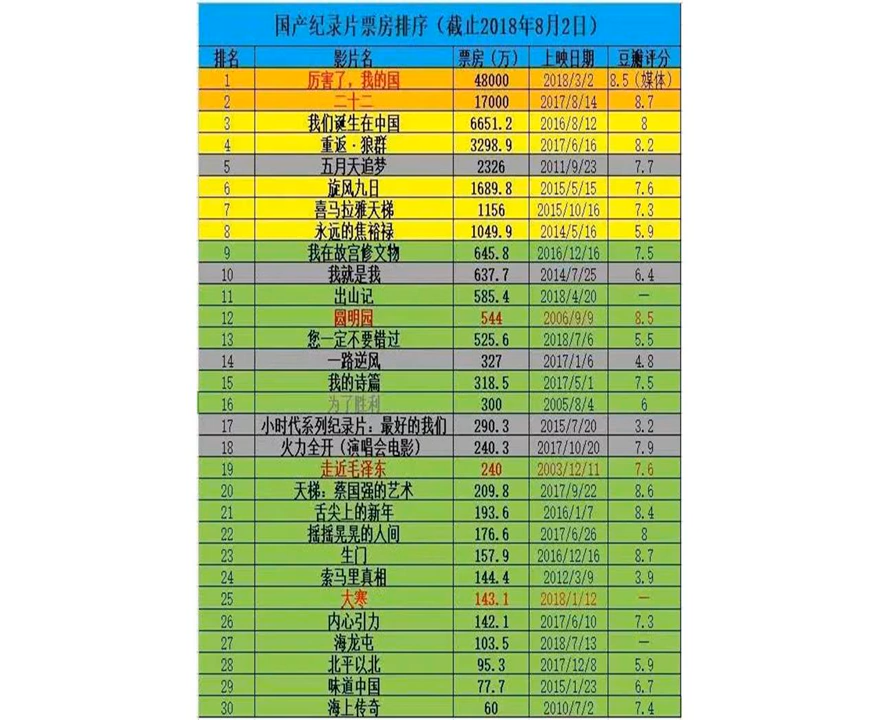 国产纪录片票房排序（截止2018年8月2日）
排名 影片名 票房（万） 上映日期 豆瓣评分
1 厉害了，我的国 48000 2018/3/2 8.5（媒体）
2 二十二 17000 2017/8/14 8.7
3 我们诞生在中国 6651.2 2016/8/12 8
4 重返·狼群 3298.9 2017/6/16 8.2
5 五月天追梦 2326 2011/9/23 7.7
6 旋风九日 1689.8 2015/5/15 7.6
7 喜马拉雅天梯 1156 2015/10/16 7.3
8 永远的焦裕禄 1049.9 2014/5/16 5.9
9 我在故宫修文物 645.8 2016/12/16 7.5
10 我就是我 637.7 2014/7/25 6.4
11 出山记 585.4 2018/4/20 —
12 圆明园 544 2006/9/9 8.5
13 您一定不要错过 525.6 2018/7/6 5.5
14 一路逆风 327 2017/1/6 4.8
15 我的诗篇 318.5 2017/5/1 7.5
16 为了胜利 300 2005/8/4 6
17 小时代系列纪录片：最好的我们 290.3 2015/7/20 3.2
18 火力全开（演唱会电影） 240.3 2017/10/20 7.9
19 走近毛泽东 240 2003/12/11 7.6
20 天梯：蔡国强的艺术 209.8 2017/9/22 8.6
21 舌尖上的新年 193.6 2016/1/7 8.4
22 摇摇晃晃的人间 176.6 2017/6/26 8
23 生门 157.9 2016/12/16 8.7
24 索马里真相 144.4 2012/3/9 3.9
25 大寒 143.1 2018/1/12 —
26 内心引力 142.1 2017/6/10 7.3
27 海龙屯 103.5 2018/7/13 —
28 北平以北 95.3 2017/12/8 5.9
29 味道中国 77.7 2015/1/23 6.7
30 海上传奇 60 2010/7/2 7.4